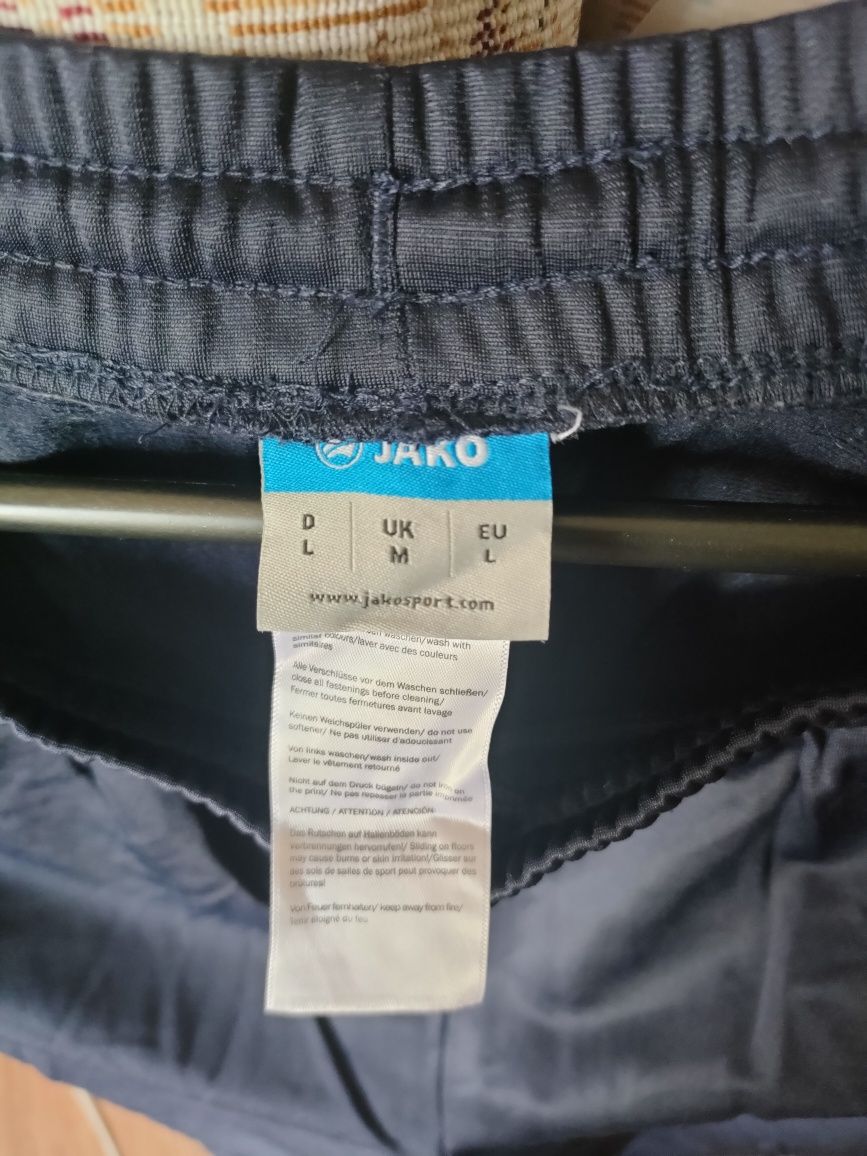 JAKO
D UK EU
L M L
www.jakosport.com
waschen/wash with
similar colours/laver avec des couleurs
similaires
Alle Verschlüsse vor dem Waschen schließen/
close all fastenings before cleaning/
Fermer toutes fermetures avant lavage
Keinen Weichspüler verwenden/ do not use
softener/ Ne pas utiliser d'adoucissant
Von links waschen/wash inside out/
Laver le vêtement retourné
Nicht auf dem Druck bügeln/ do not iron on
the print/ Ne pas repasser la partie imprimée
ACHTUNG / ATTENTION / ATENCIÓN:
Das Rutschen auf Hallenböden kann
Verbrennungen hervorrufen!/ Sliding on floors
may cause burns or skin irritation!/Glisser sur
des sols de salles de sport peut provoquer des
brûlures!
Von Feuer fernhalten/ keep away from fire/
Tenir éloigné du feu